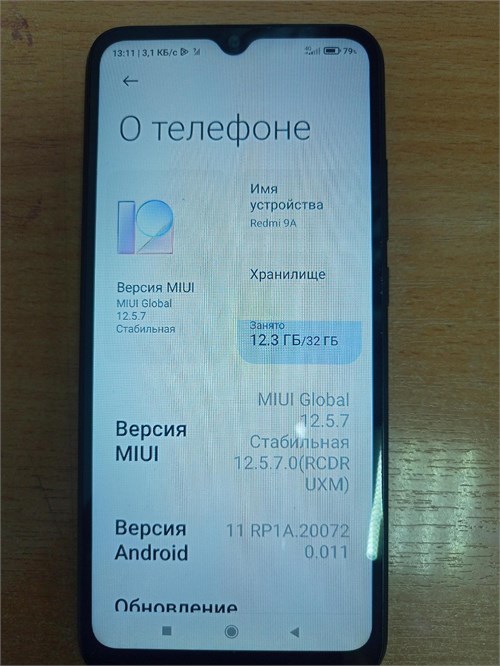 13:11 | 3,1 КБ/с
79%
О телефоне
12
Имя
устройства
Redmi 9A
Версия MIUI
MIUI Global
12.5.7
Стабильная
Хранилище
Занято
12.3 ГБ/32 ГБ
Версия
MIUI
MIUI Global
12.5.7
Стабильная
12.5.7.0(RCDR
UXM)
Версия
Android
11 RP1A.20072
0.011
Обновление